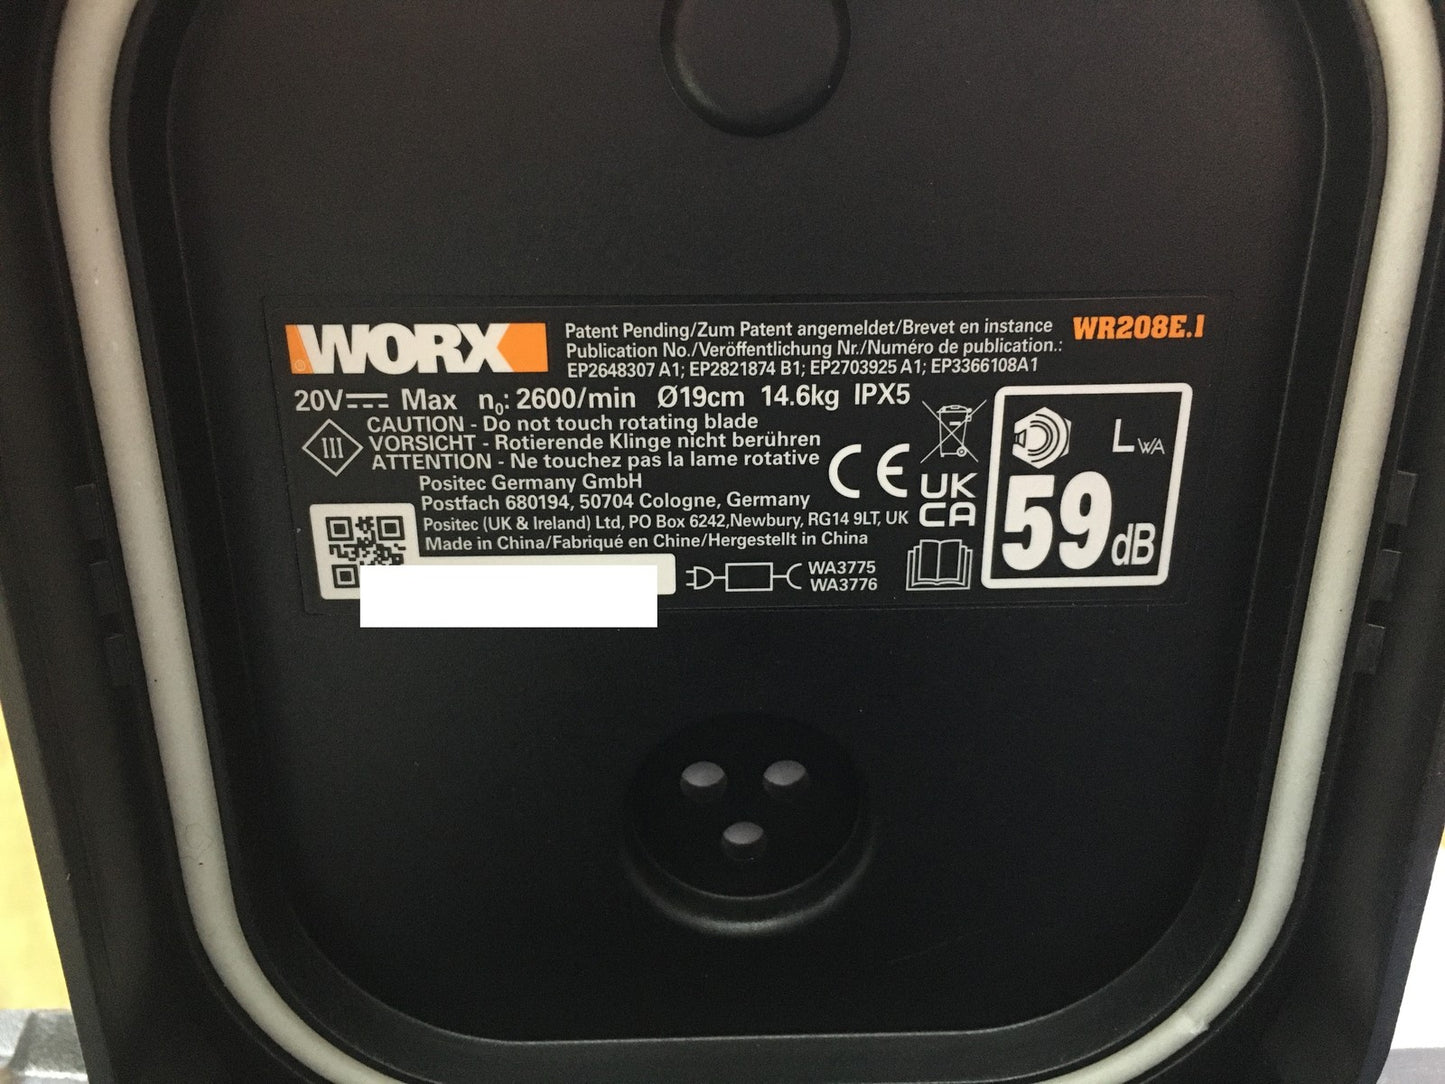 WORX
Patent Pending/Zum Patent angemeldet/Brevet en instance
WR208E.1
Publication No./Veröffentlichung Nr./Numéro de publication.:
EP2648307 A1; EP2821874 B1; EP2703925 A1; EP3366108A1
20V Max n₀: 2600/min Ø19cm 14.6kg IPX5
III
CAUTION - Do not touch rotating blade
VORSICHT - Rotierende Klinge nicht berühren
ATTENTION - Ne touchez pas la lame rotative
Positec Germany GmbH
Postfach 680194, 50704 Cologne, Germany
Positec (UK & Ireland) Ltd, PO Box 6242,Newbury, RG14 9LT, UK
Made in China/Fabriqué en Chine/Hergestellt in China
WA3775
WA3776
CE
UK
CA
LWA
59 dB